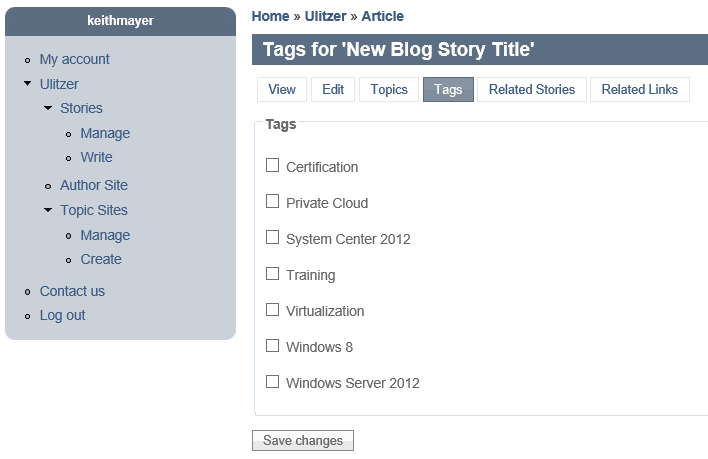 keithmayer
My account
Ulitzer
Stories
Manage
Write
Author Site
Topic Sites
Manage
Create
Contact us
Log out
Home » Ulitzer » Article
Tags for 'New Blog Story Title'
View Edit Topics Tags Related Stories Related Links
Tags
Certification
Private Cloud
System Center 2012
Training
Virtualization
Windows 8
Windows Server 2012
Save changes